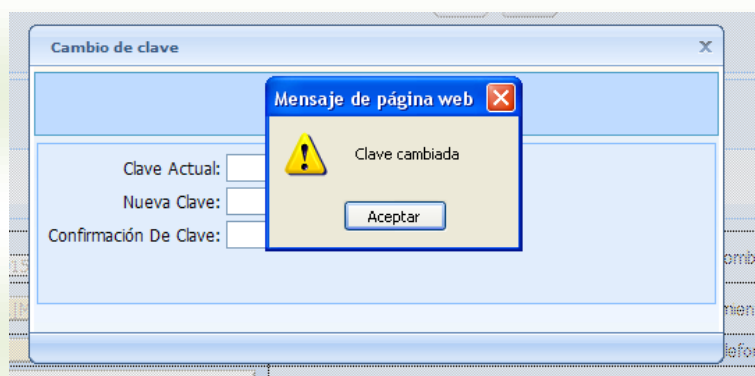 Cambio de clave
Mensaje de página web
Clave cambiada
Aceptar
Clave Actual:
Nueva Clave:
Confirmación De Clave: